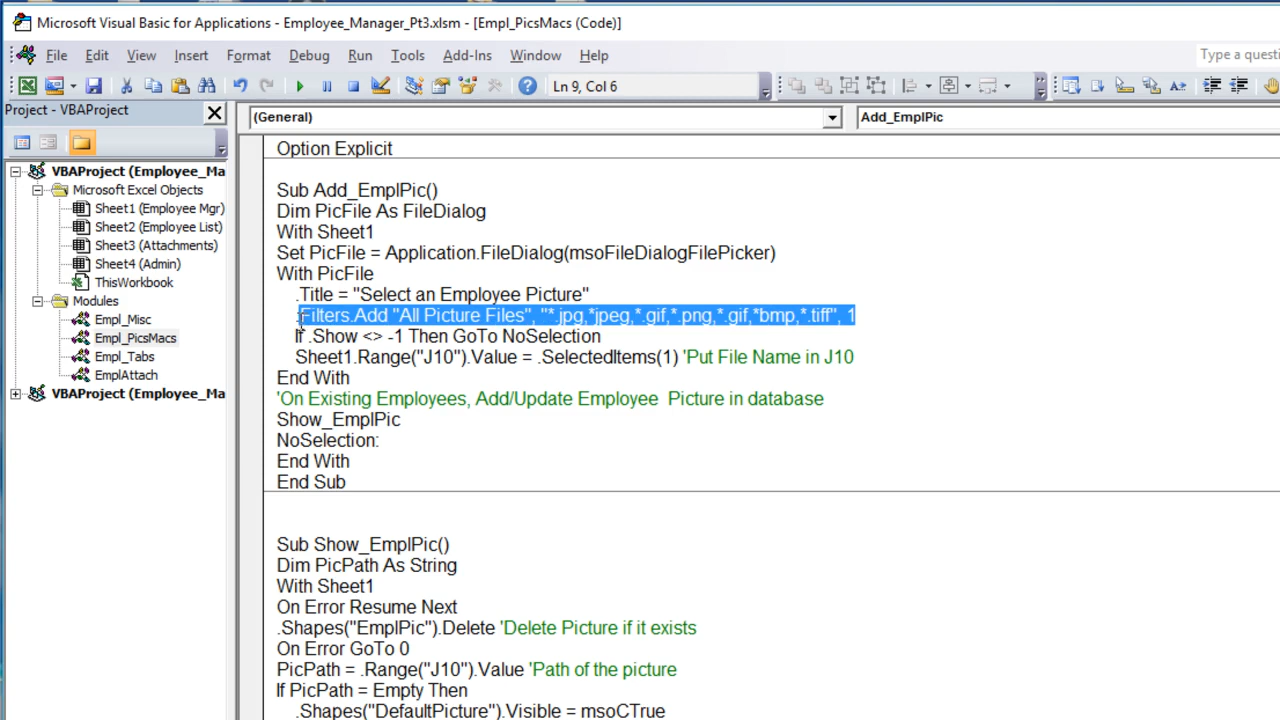 Microsoft Visual Basic for Applications - Employee_Manager_Pt3.xlsm - [Empl_PicsMacs (Code)]
File Edit View Insert Format Debug Run Tools Add-Ins Window Help
Type a questi
Ln 9, Col 6
Project - VBAProject
(General)
Add_EmplPic
VBAProject (Employee_Ma
Microsoft Excel Objects
Sheet1 (Employee Mgr)
Sheet2 (Employee List)
Sheet3 (Attachments)
Sheet4 (Admin)
ThisWorkbook
Modules
Empl_Misc
Empl_PicsMacs
Empl_Tabs
EmplAttach
VBAProject (Employee_Ma
Option Explicit
Sub Add_EmplPic()
Dim PicFile As FileDialog
With Sheet1
Set PicFile = Application.FileDialog(msoFileDialogFilePicker)
With PicFile
.Title = "Select an Employee Picture"
.Filters.Add "All Picture Files", "*.jpg,*jpeg,*.gif,*.png,*.gif,*bmp,*.tiff", 1
If .Show <> -1 Then GoTo NoSelection
Sheet1.Range("J10").Value = .SelectedItems(1) 'Put File Name in J10
End With
'On Existing Employees, Add/Update Employee  Picture in database
Show_EmplPic
NoSelection:
End With
End Sub
Sub Show_EmplPic()
Dim PicPath As String
With Sheet1
On Error Resume Next
.Shapes("EmplPic").Delete 'Delete Picture if it exists
On Error GoTo 0
PicPath = .Range("J10").Value 'Path of the picture
If PicPath = Empty Then
.Shapes("DefaultPicture").Visible = msoCTrue